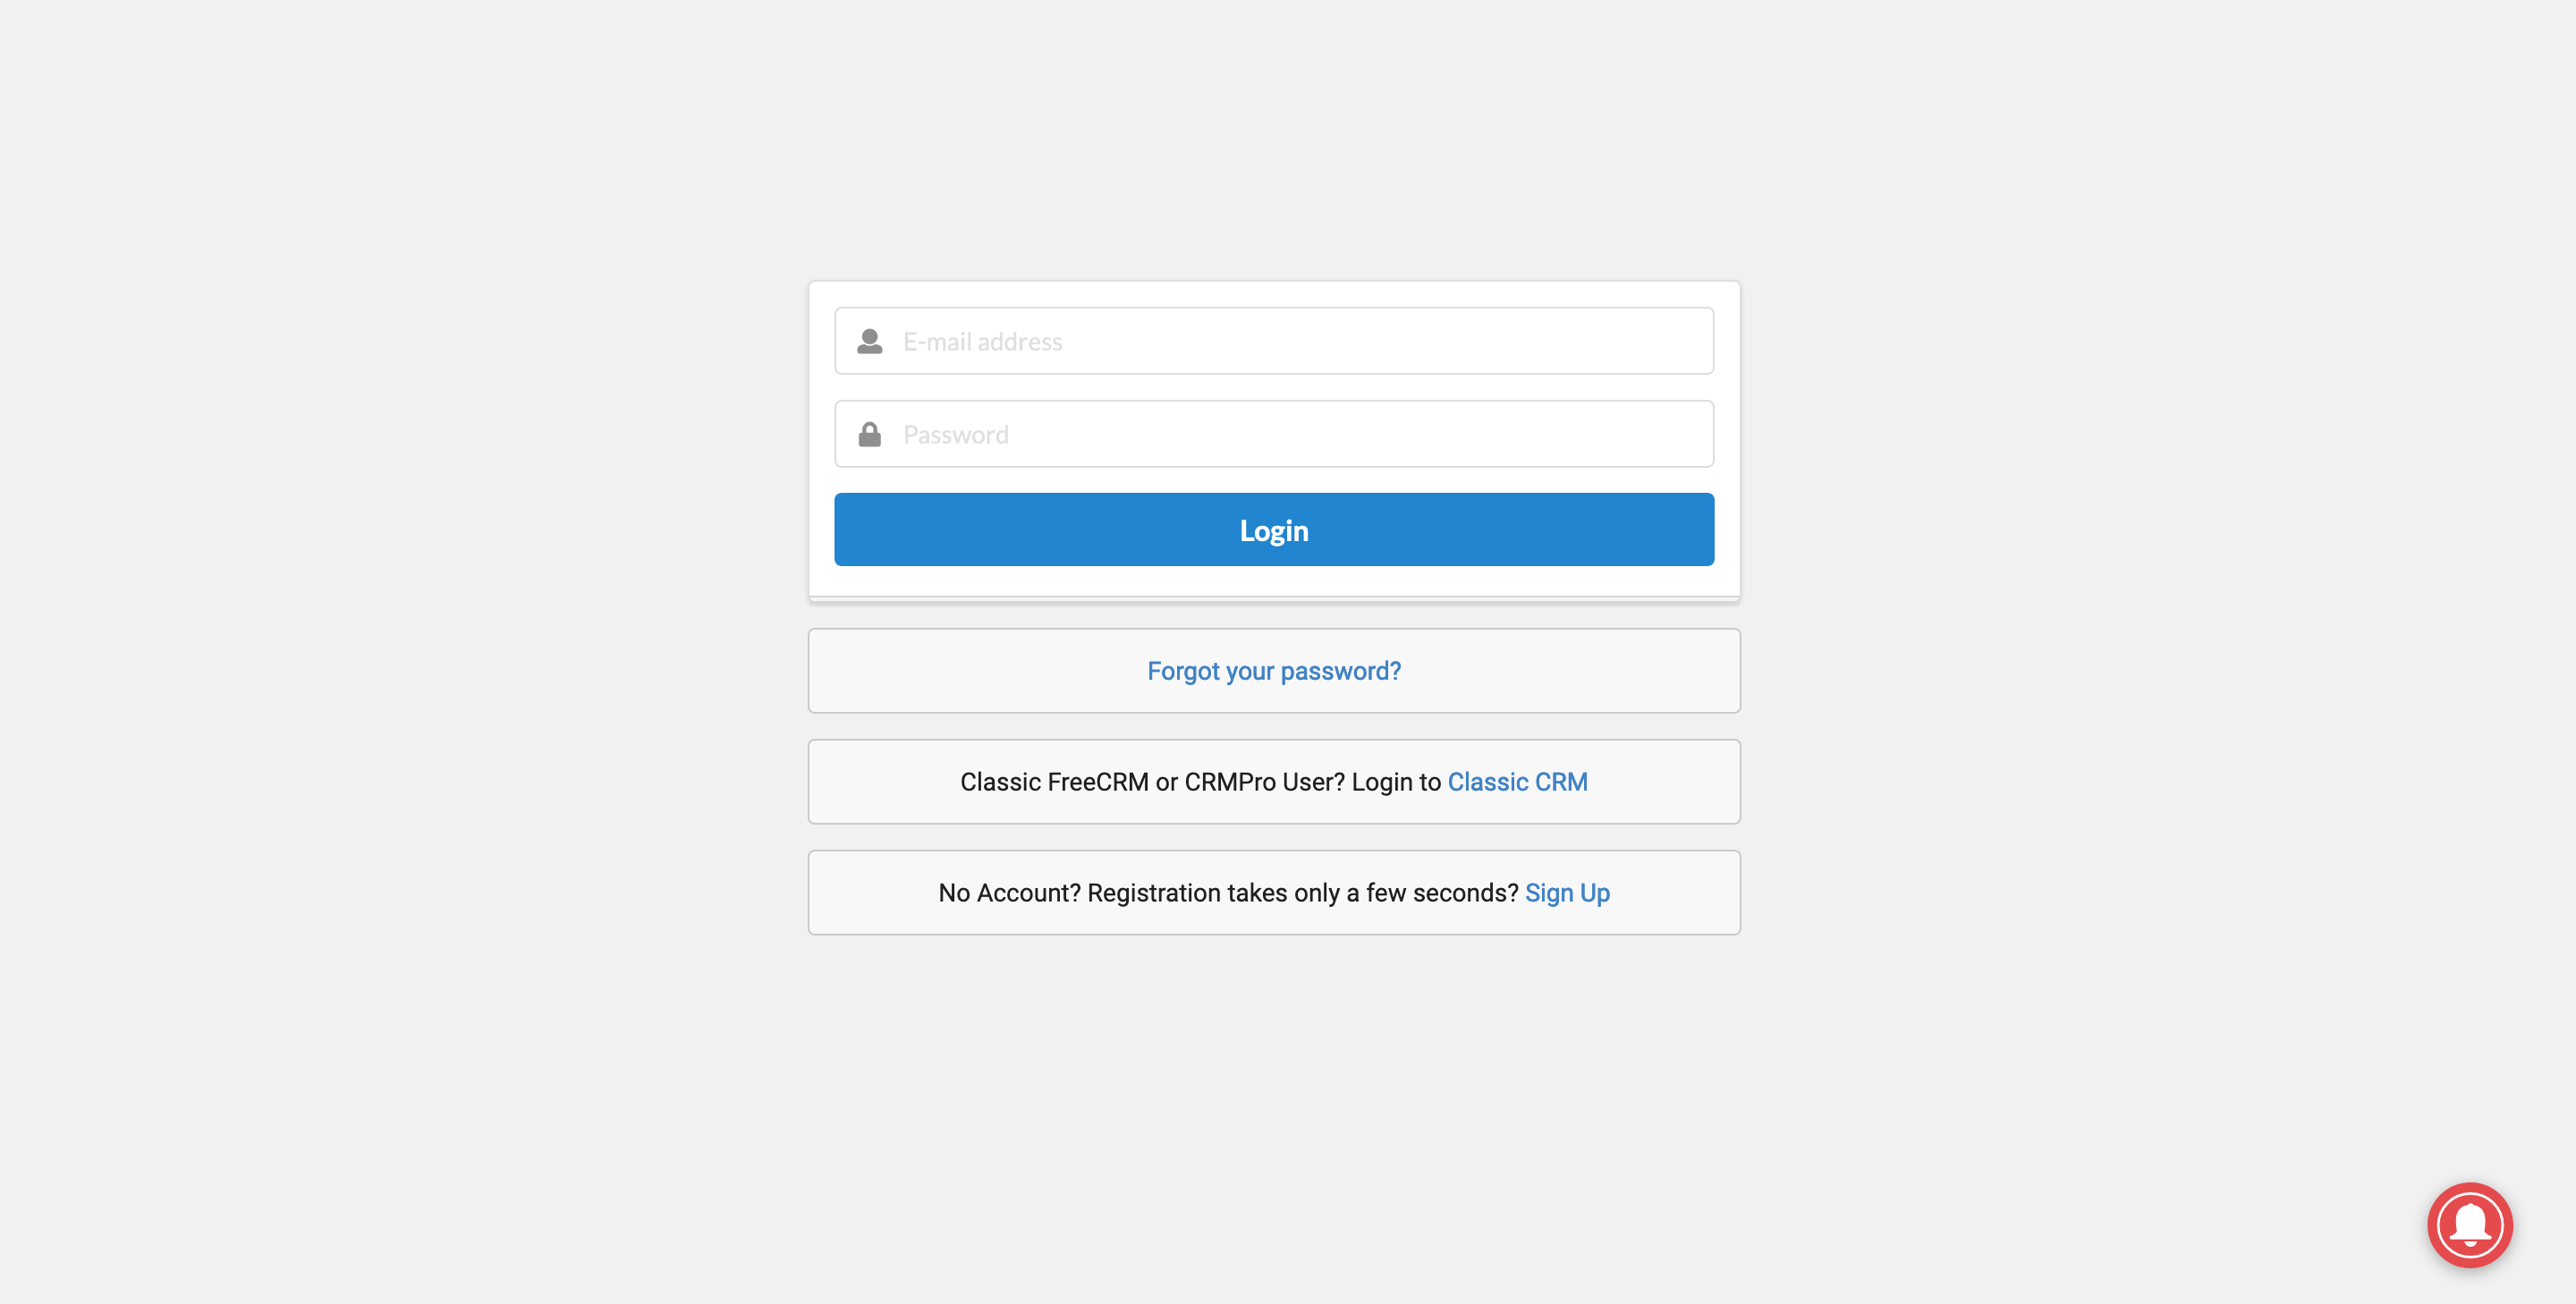 E-mail address
Password
Login
Forgot your password?
Classic FreeCRM or CRMPro User? Login to Classic CRM
No Account? Registration takes only a few seconds? Sign Up